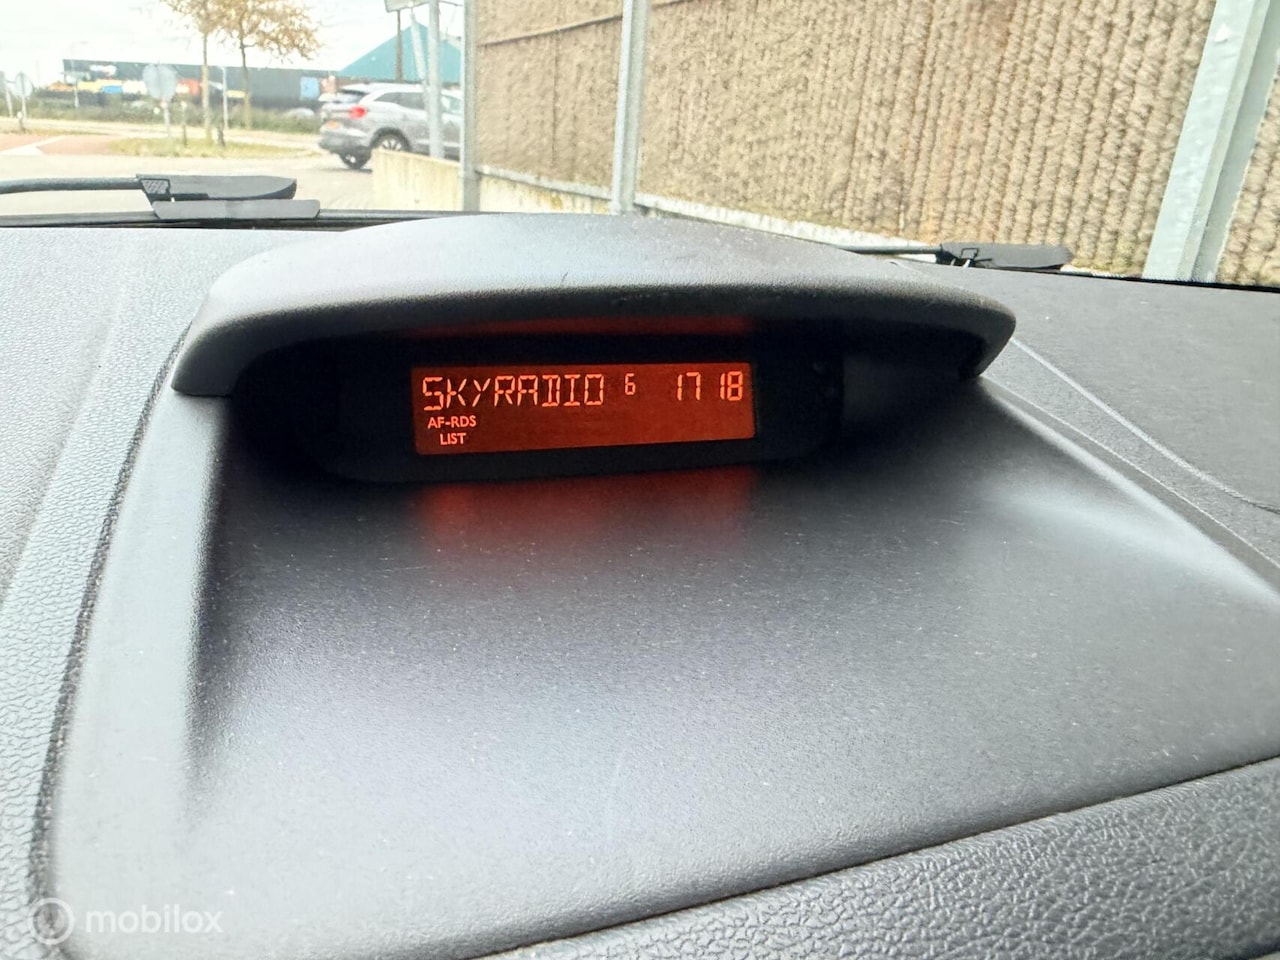 SKYRADIO 6 17 18
AF-RDS
LIST
mobilox